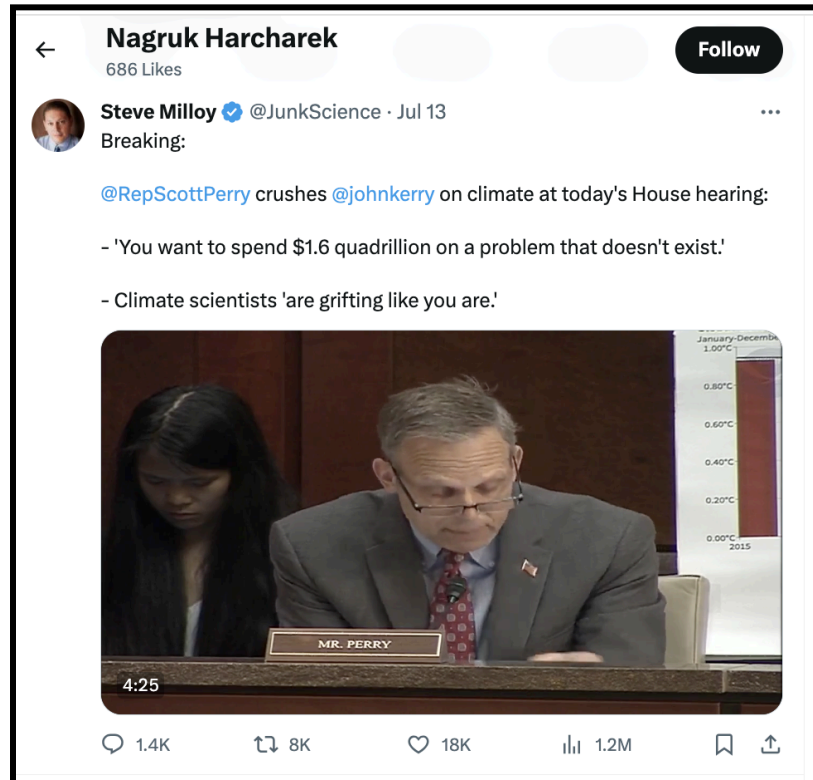 Nagruk Harcharek
686 Likes
Follow
Steve Milloy @JunkScience · Jul 13
Breaking:
@RepScottPerry crushes @johnkerry on climate at today's House hearing:
- 'You want to spend $1.6 quadrillion on a problem that doesn't exist.'
- Climate scientists 'are grifting like you are.'
January-Decembe
1.00°C
0.80°C
0.60°C
0.40°C
0.20°C
0.00°C
2015
MR. PERRY
4:25
1.4K
8K
18K
1.2M